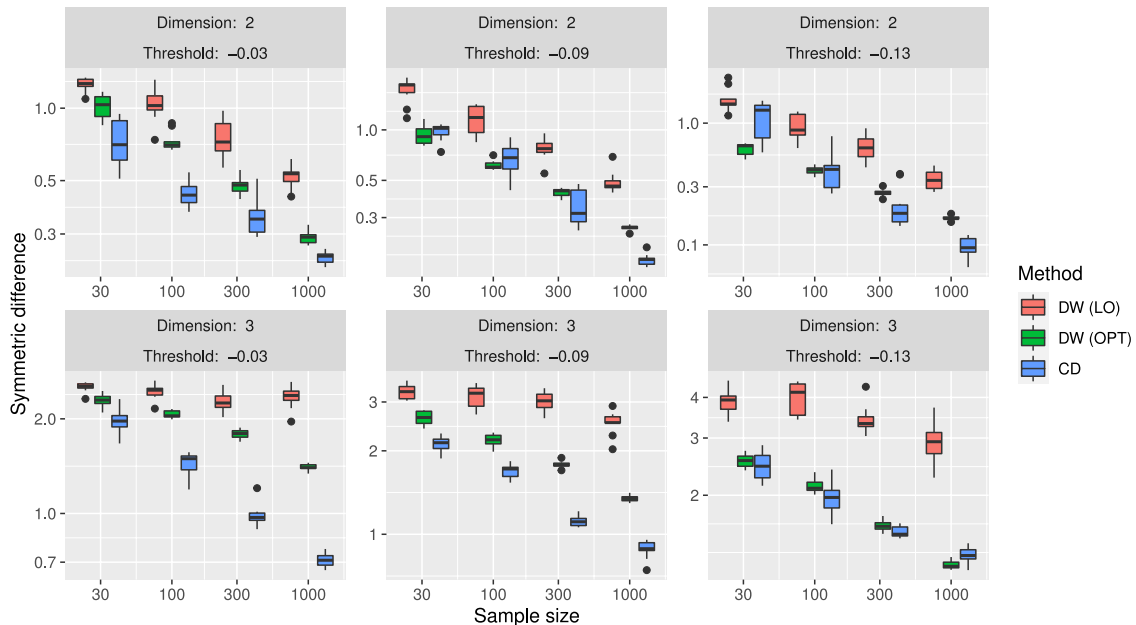 Dimension: 2
Threshold: −0.03
Dimension: 2
Threshold: −0.09
Dimension: 2
Threshold: −0.13
1.0
0.5
0.3
30
100
300
1000
1.0
0.5
0.3
30
100
300
1000
1.0
0.3
0.1
30
100
300
1000
Dimension: 3
Threshold: −0.03
Dimension: 3
Threshold: −0.09
Dimension: 3
Threshold: −0.13
2.0
1.0
0.7
30
100
300
1000
3
2
1
30
100
300
1000
4
3
2
30
100
300
1000
Symmetric difference
Sample size
Method
DW (LO)
DW (OPT)
CD